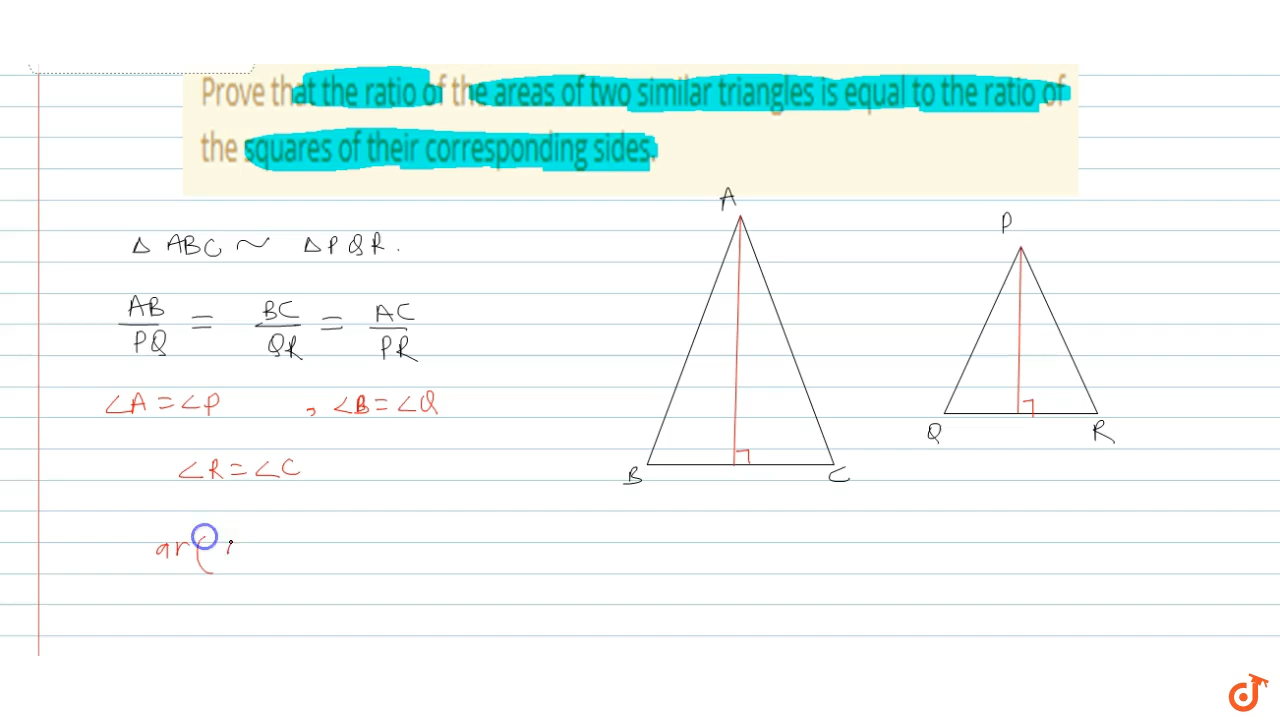 Prove that the ratio of the areas of two similar triangles is equal to the ratio of
the squares of their corresponding sides.
A
P
Δ ABC ~ Δ PQR.
AB/PQ = BC/QR = AC/PR
∠A = ∠P , ∠B = ∠Q
Q R
∠R = ∠C
B C
ar(